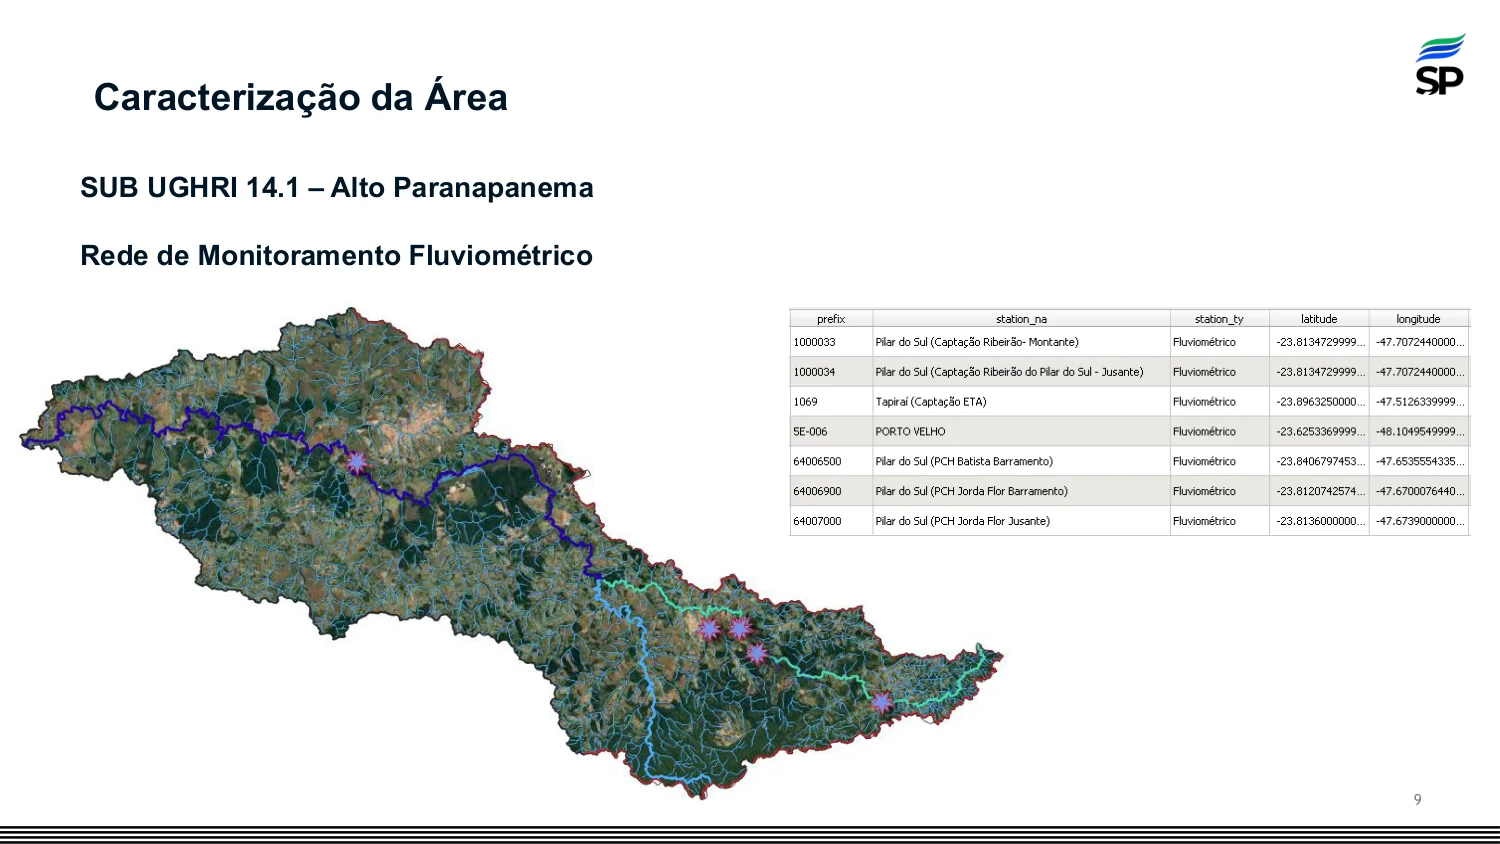 SP
Caracterização da Área
SUB UGHRI 14.1 – Alto Paranapanema
Rede de Monitoramento Fluviométrico
prefix station_na station_ty latitude longitude
1000033 Pilar do Sul (Captação Ribeirão- Montante) Fluviométrico -23.8134729999... -47.7072440000...
1000034 Pilar do Sul (Captação Ribeirão do Pilar do Sul - Jusante) Fluviométrico -23.8134729999... -47.7072440000...
1069 Tapiraí (Captação ETA) Fluviométrico -23.8963250000... -47.5126339999...
5E-006 PORTO VELHO Fluviométrico -23.6253369999... -48.1049549999...
64006500 Pilar do Sul (PCH Batista Barramento) Fluviométrico -23.8406797453... -47.6535554335...
64006900 Pilar do Sul (PCH Jorda Flor Barramento) Fluviométrico -23.8120742574... -47.6700076440...
64007000 Pilar do Sul (PCH Jorda Flor Jusante) Fluviométrico -23.8136000000... -47.6739000000...
9